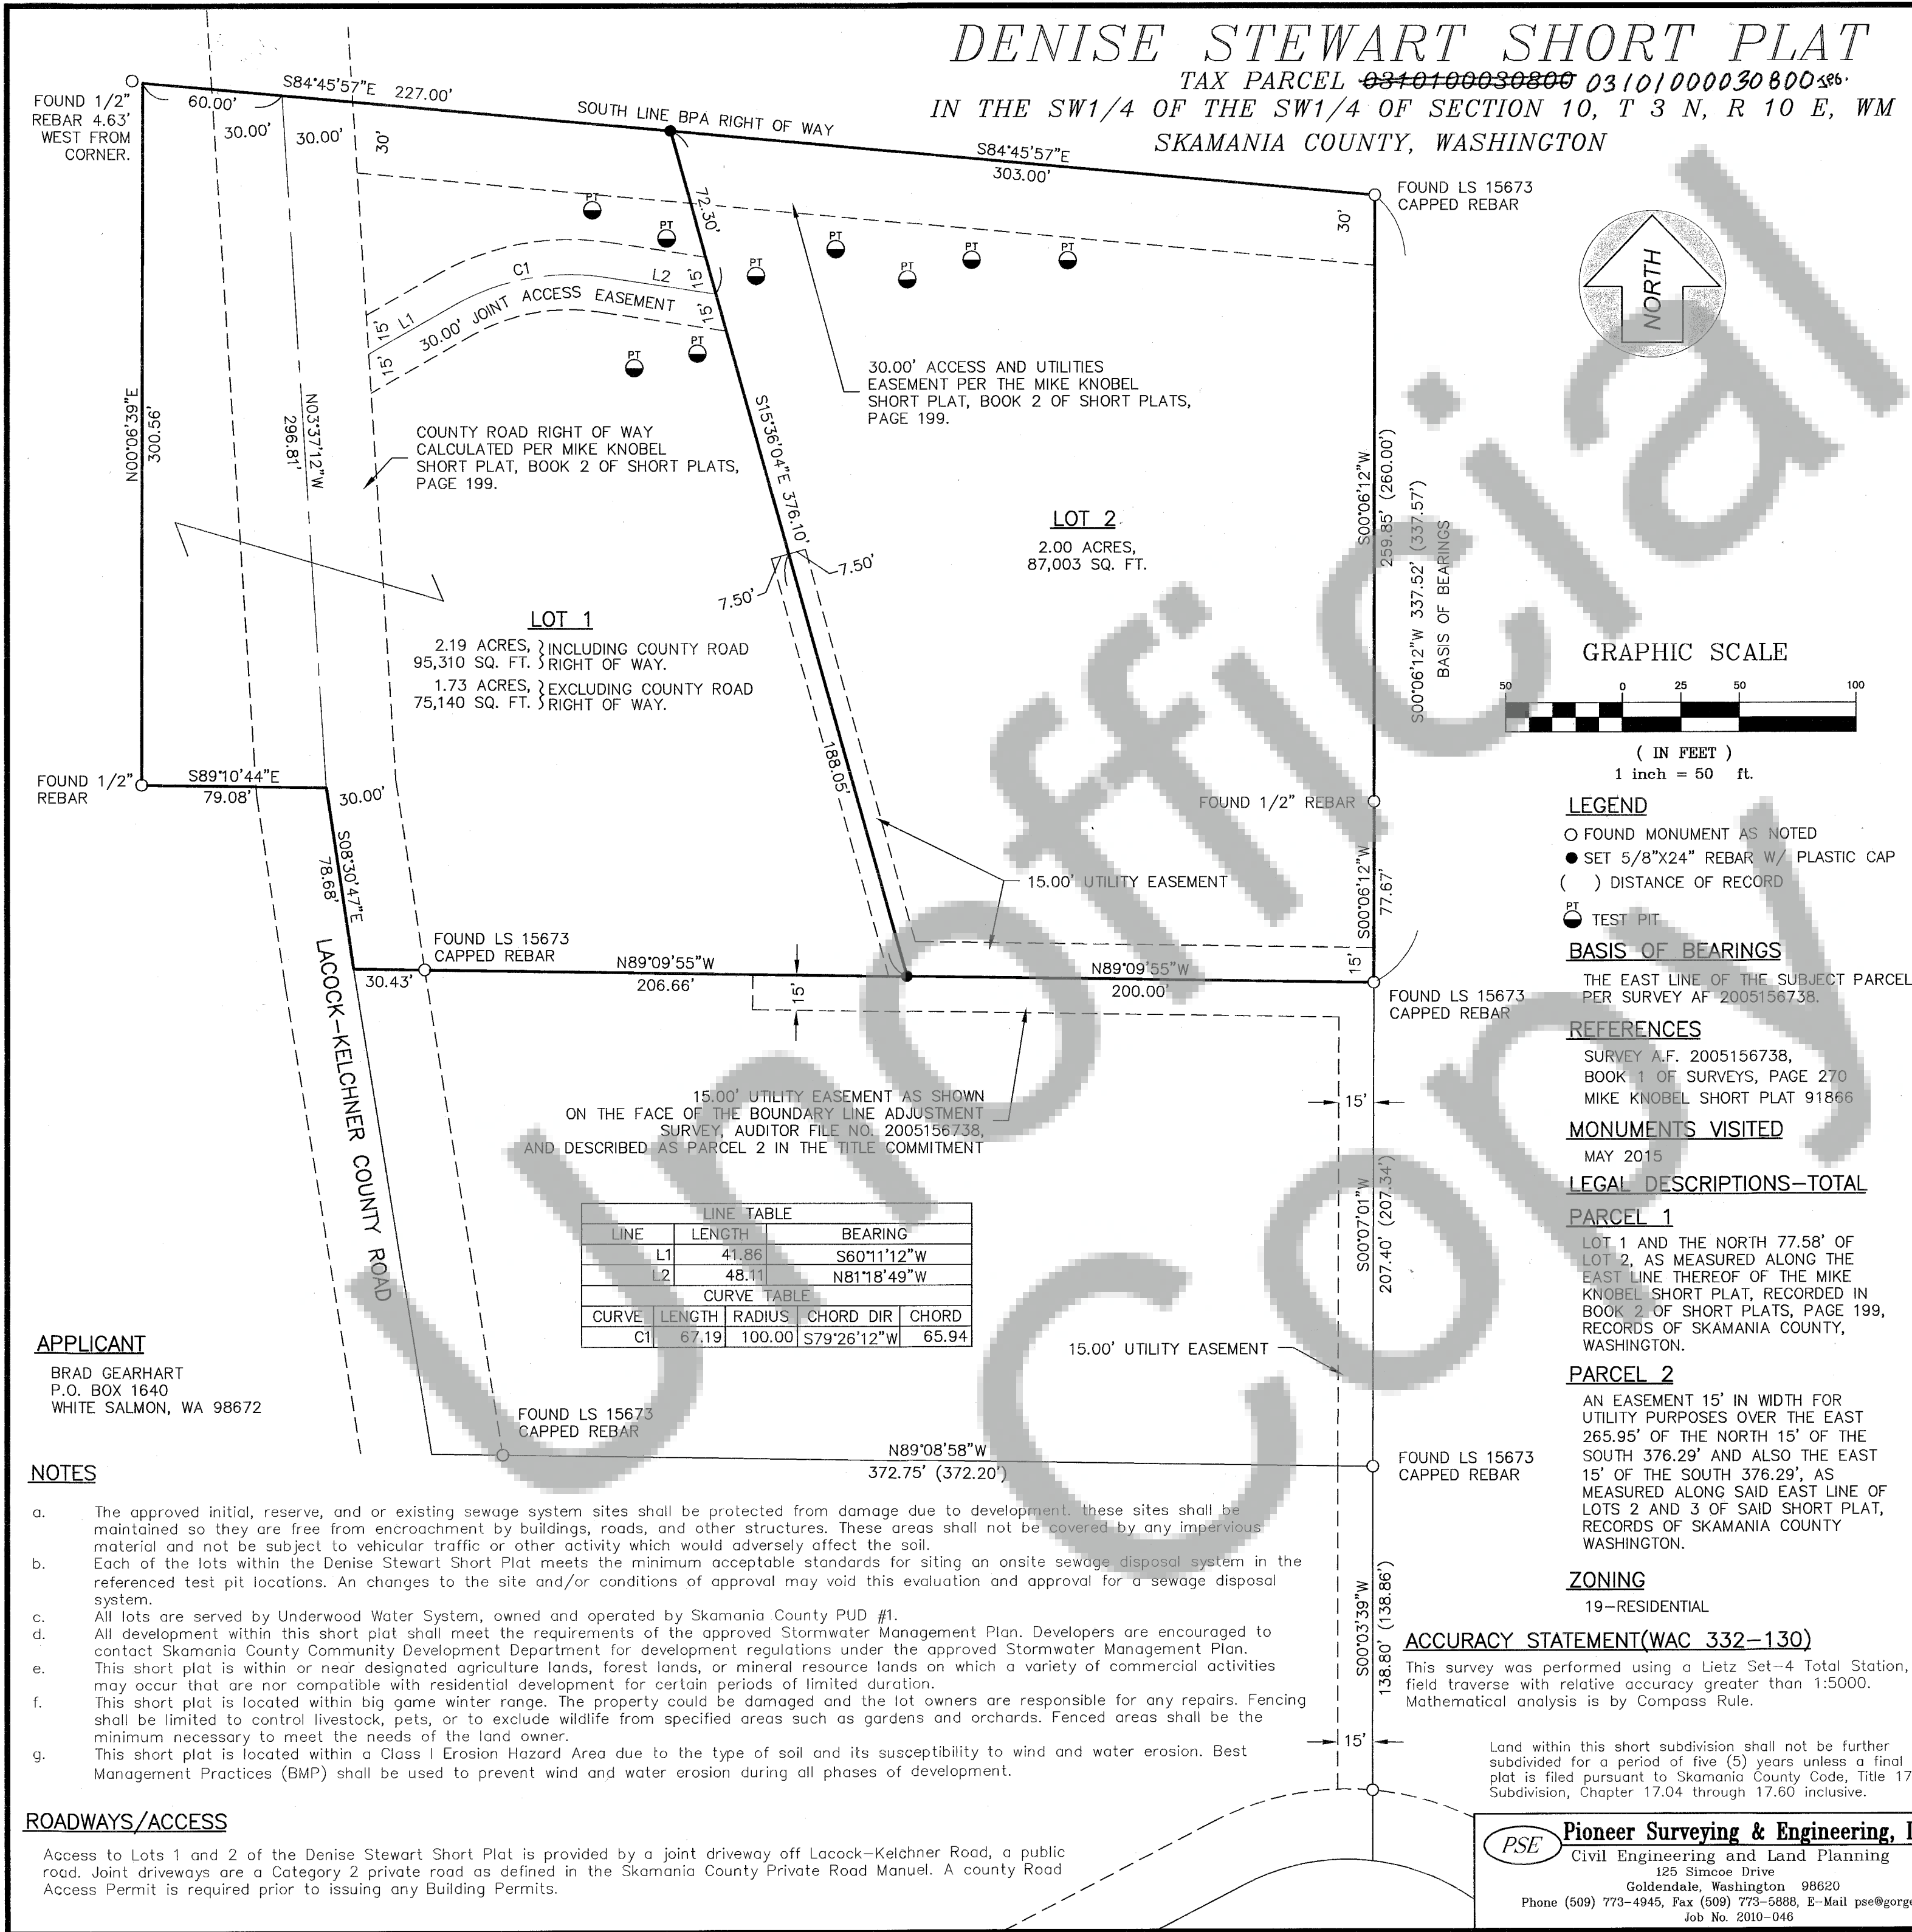 DENISE STEWART SHORT PLAT
TAX PARCEL 0310100030800 03101000030800
IN THE SW1/4 OF THE SW1/4 OF SECTION 10, T 3 N, R 10 E, WM
SKAMANIA COUNTY, WASHINGTON
FOUND 1/2"
REBAR 4.63'
WEST FROM
CORNER.
S84°45'57"E 227.00'
60.00'
30.00'
30.00'
30'
SOUTH LINE BPA RIGHT OF WAY
S84°45'57"E
303.00'
FOUND LS 15673
CAPPED REBAR
30'
NORTH
PT
PT
PT
PT
PT
PT
PT
PT
PT
72.30'
C1
L2
L1
15'
15'
15'
15'
30.00' JOINT ACCESS EASEMENT
30.00' ACCESS AND UTILITIES
EASEMENT PER THE MIKE KNOBEL
SHORT PLAT, BOOK 2 OF SHORT PLATS,
PAGE 199.
N00°06'39"E
300.56'
N03°37'12"W
296.81'
COUNTY ROAD RIGHT OF WAY
CALCULATED PER MIKE KNOBEL
SHORT PLAT, BOOK 2 OF SHORT PLATS,
PAGE 199.
S15°36'04"E 376.10'
LOT 2
2.00 ACRES,
87,003 SQ. FT.
S00°06'12"W
259.85' (260.00')
S00°06'12"W 337.52' (337.57')
BASIS OF BEARINGS
7.50'
7.50'
LOT 1
2.19 ACRES, INCLUDING COUNTY ROAD
95,310 SQ. FT. RIGHT OF WAY.
1.73 ACRES, EXCLUDING COUNTY ROAD
75,140 SQ. FT. RIGHT OF WAY.
188.05'
GRAPHIC SCALE
50 0 25 50 100
( IN FEET )
1 inch = 50 ft.
FOUND 1/2"
REBAR
S89°10'44"E
79.08'
30.00'
S08°30'47"E
78.68'
FOUND 1/2" REBAR
15.00' UTILITY EASEMENT
S00°06'12"W
77.67'
15'
LEGEND
FOUND MONUMENT AS NOTED
SET 5/8"X24" REBAR W/ PLASTIC CAP
( ) DISTANCE OF RECORD
PT
TEST PIT
FOUND LS 15673
CAPPED REBAR
30.43'
N89°09'55"W
206.66'
15'
N89°09'55"W
200.00'
FOUND LS 15673
CAPPED REBAR
BASIS OF BEARINGS
THE EAST LINE OF THE SUBJECT PARCEL
PER SURVEY AF 2005156738.
REFERENCES
SURVEY A.F. 2005156738,
BOOK 1 OF SURVEYS, PAGE 270
MIKE KNOBEL SHORT PLAT 91866
MONUMENTS VISITED
MAY 2015
LEGAL DESCRIPTIONS-TOTAL
PARCEL 1
LOT 1 AND THE NORTH 77.58' OF
LOT 2, AS MEASURED ALONG THE
EAST LINE THEREOF OF THE MIKE
KNOBEL SHORT PLAT, RECORDED IN
BOOK 2 OF SHORT PLATS, PAGE 199,
RECORDS OF SKAMANIA COUNTY,
WASHINGTON.
PARCEL 2
AN EASEMENT 15' IN WIDTH FOR
UTILITY PURPOSES OVER THE EAST
265.95' OF THE NORTH 15' OF THE
SOUTH 376.29' AND ALSO THE EAST
15' OF THE SOUTH 376.29', AS
MEASURED ALONG SAID EAST LINE OF
LOTS 2 AND 3 OF SAID SHORT PLAT,
RECORDS OF SKAMANIA COUNTY
WASHINGTON.
ZONING
19-RESIDENTIAL
LACOCK-KELCHNER COUNTY ROAD
15.00' UTILITY EASEMENT AS SHOWN
ON THE FACE OF THE BOUNDARY LINE ADJUSTMENT
SURVEY, AUDITOR FILE NO. 2005156738,
AND DESCRIBED AS PARCEL 2 IN THE TITLE COMMITMENT
15'
S00°07'01"W
207.40' (207.34')
LINE TABLE
LINE LENGTH BEARING
L1 41.86 S60°11'12"W
L2 48.11 N81°18'49"W
CURVE TABLE
CURVE LENGTH RADIUS CHORD DIR CHORD
C1 67.19 100.00 S79°26'12"W 65.94
15.00' UTILITY EASEMENT
APPLICANT
BRAD GEARHART
P.O. BOX 1640
WHITE SALMON, WA 98672
FOUND LS 15673
CAPPED REBAR
N89°08'58"W
372.75' (372.20')
FOUND LS 15673
CAPPED REBAR
S00°03'39"W
138.80' (138.86')
15'
NOTES
a. The approved initial, reserve, and or existing sewage system sites shall be protected from damage due to development. these sites shall be
maintained so they are free from encroachment by buildings, roads, and other structures. These areas shall not be covered by any impervious
material and not be subject to vehicular traffic or other activity which would adversely affect the soil.
b. Each of the lots within the Denise Stewart Short Plat meets the minimum acceptable standards for siting an onsite sewage disposal system in the
referenced test pit locations. An changes to the site and/or conditions of approval may void this evaluation and approval for a sewage disposal
system.
c. All lots are served by Underwood Water System, owned and operated by Skamania County PUD #1.
d. All development within this short plat shall meet the requirements of the approved Stormwater Management Plan. Developers are encouraged to
contact Skamania County Community Development Department for development regulations under the approved Stormwater Management Plan.
e. This short plat is within or near designated agriculture lands, forest lands, or mineral resource lands on which a variety of commercial activities
may occur that are nor compatible with residential development for certain periods of limited duration.
f. This short plat is located within big game winter range. The property could be damaged and the lot owners are responsible for any repairs. Fencing
shall be limited to control livestock, pets, or to exclude wildlife from specified areas such as gardens and orchards. Fenced areas shall be the
minimum necessary to meet the needs of the land owner.
g. This short plat is located within a Class I Erosion Hazard Area due to the type of soil and its susceptibility to wind and water erosion. Best
Management Practices (BMP) shall be used to prevent wind and water erosion during all phases of development.
ROADWAYS/ACCESS
Access to Lots 1 and 2 of the Denise Stewart Short Plat is provided by a joint driveway off Lacock-Kelchner Road, a public
road. Joint driveways are a Category 2 private road as defined in the Skamania County Private Road Manuel. A county Road
Access Permit is required prior to issuing any Building Permits.
ACCURACY STATEMENT(WAC 332-130)
This survey was performed using a Lietz Set-4 Total Station,
field traverse with relative accuracy greater than 1:5000.
Mathematical analysis is by Compass Rule.
Land within this short subdivision shall not be further
subdivided for a period of five (5) years unless a final
plat is filed pursuant to Skamania County Code, Title 17
Subdivision, Chapter 17.04 through 17.60 inclusive.
PSE
Pioneer Surveying & Engineering,
Civil Engineering and Land Planning
125 Simcoe Drive
Goldendale, Washington 98620
Phone (509) 773-4945, Fax (509) 773-5888, E-Mail pse@gorge
Job No. 2010-046
Unofficial
Copy